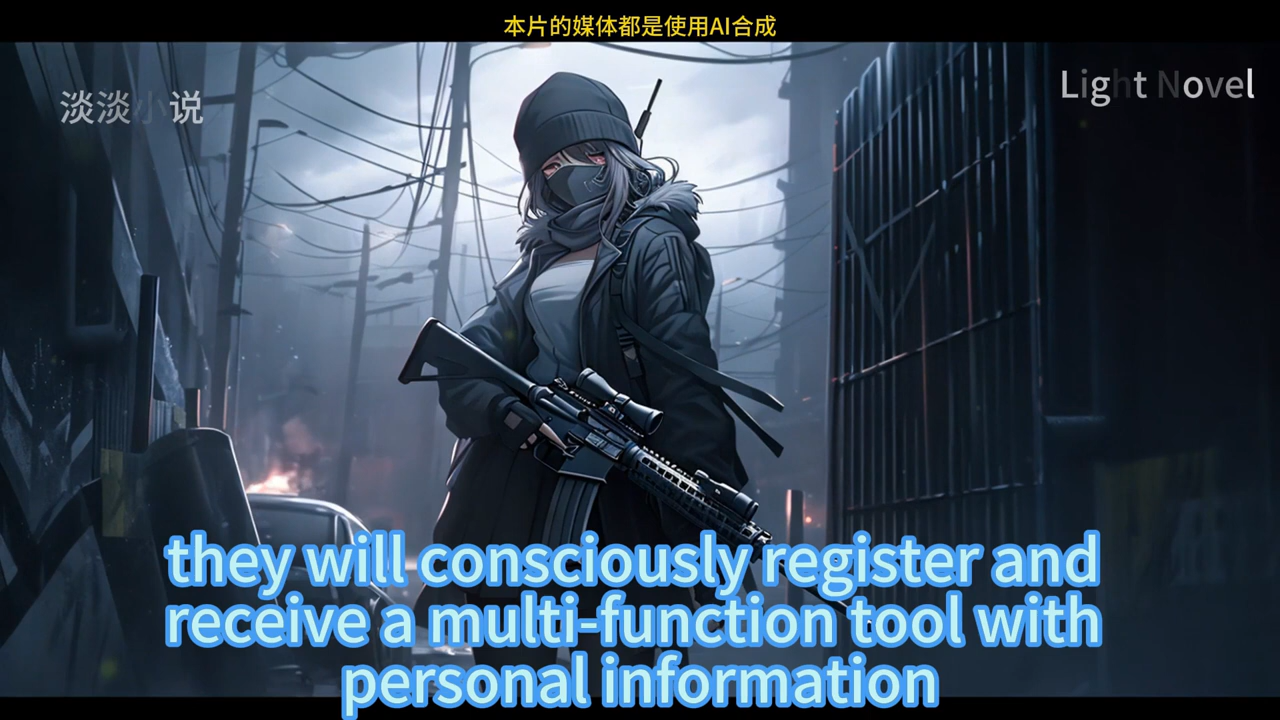 本片的媒体都是使用AI合成
淡淡小说
Light Novel
they will consciously register and
receive a multi-function tool with
personal information